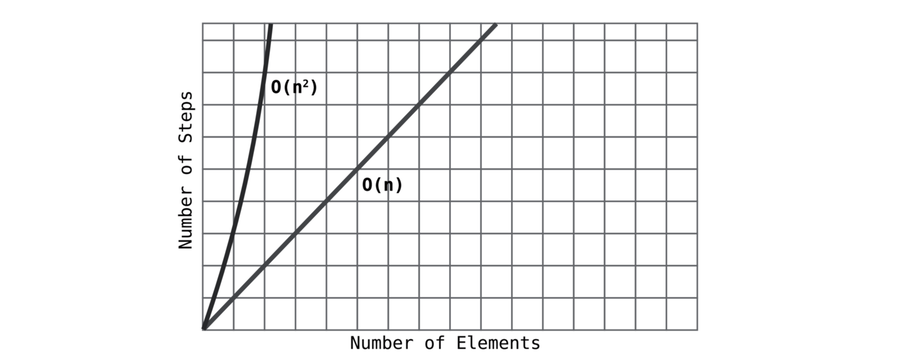 O(n²)
Number of Steps
O(n)
Number of Elements